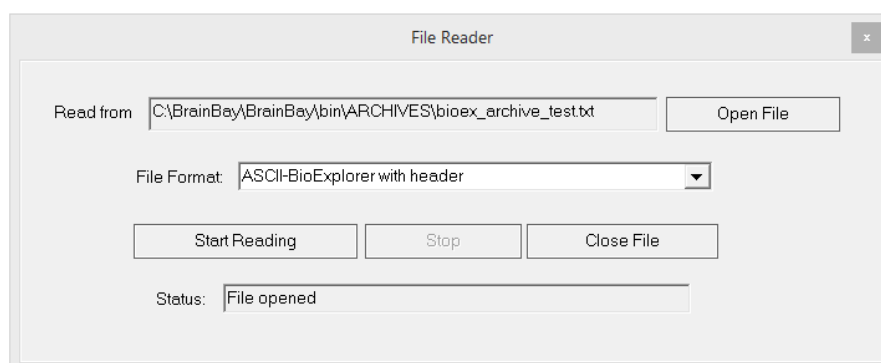 File Reader
x
Read from C:\BrainBay\BrainBay\bin\ARCHIVES\bioex_archive_test.txt Open File
File Format: ASCII-BioExplorer with header
Start Reading Stop Close File
Status: File opened